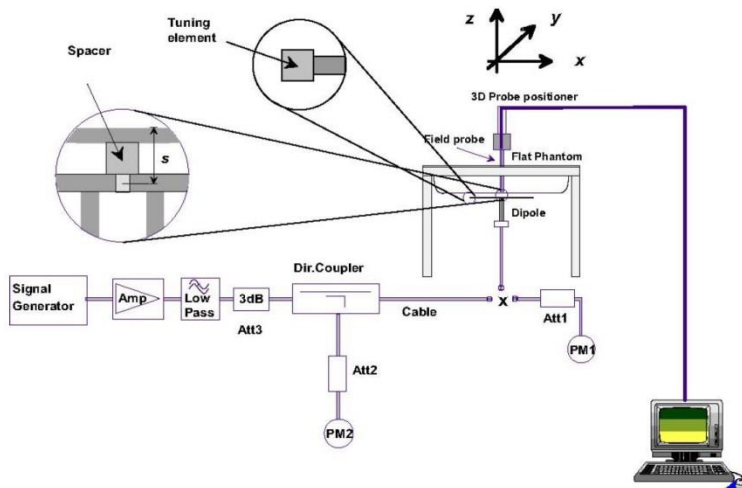 Tuning
element
Spacer
s
z
y
x
3D Probe positioner
Field probe
Flat Phantom
Dipole
Dir.Coupler
Signal
Generator
Amp
Low
Pass
3dB
Att3
Cable
x
Att1
PM1
Att2
PM2